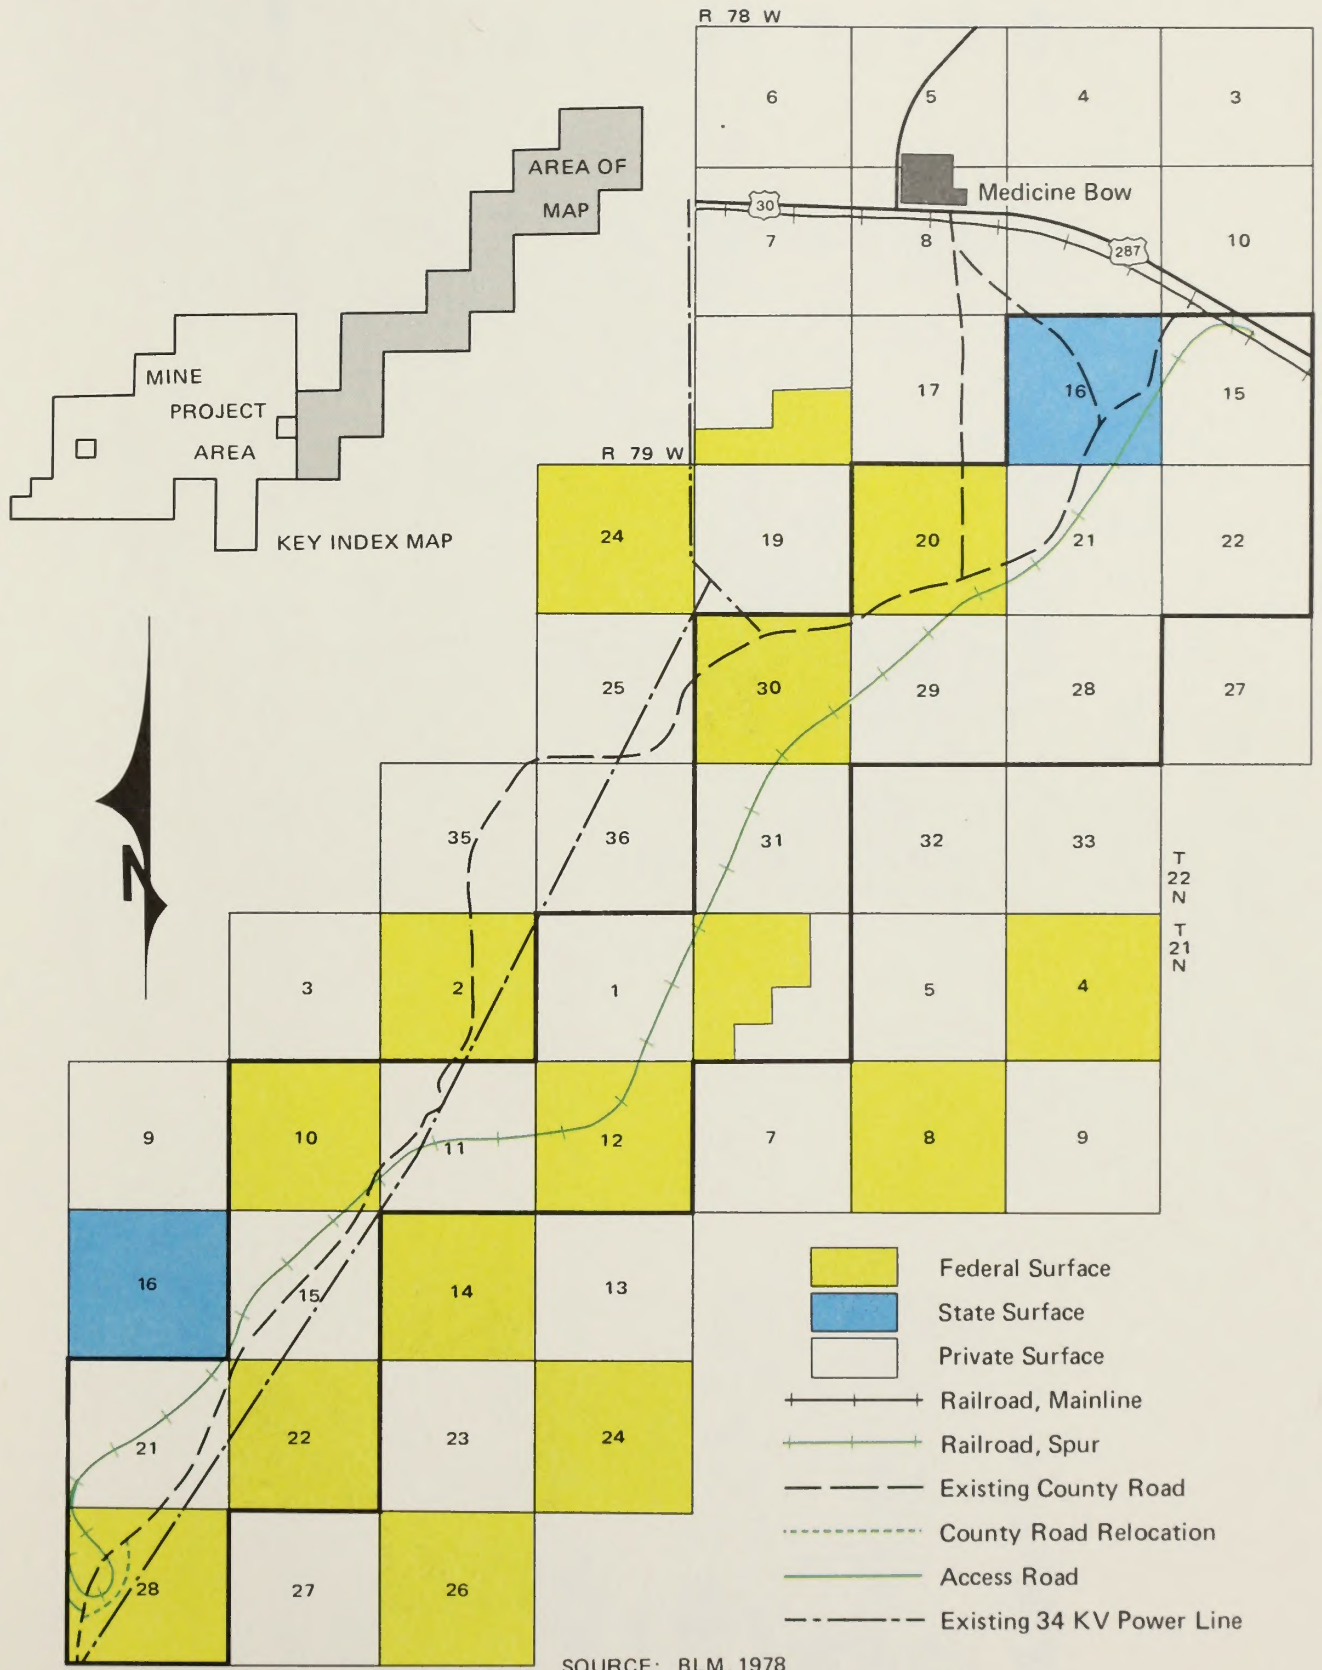 R 78 W
6 5 4 3
AREA OF
MAP
Medicine Bow
30
7 8 10
287
MINE
PROJECT
AREA
17 16 15
R 79 W
KEY INDEX MAP
24 19 20 21 22
25 30 29 28 27
N
35 36 31 32 33
T
22
N
T
21
N
3 2 1 5 4
9 10 11 12 7 8 9
16 15 14 13
Federal Surface
State Surface
Private Surface
Railroad, Mainline
21 22 23 24
Railroad, Spur
Existing County Road
County Road Relocation
Access Road
28 27 26
Existing 34 KV Power Line
SOURCE: BLM, 1978